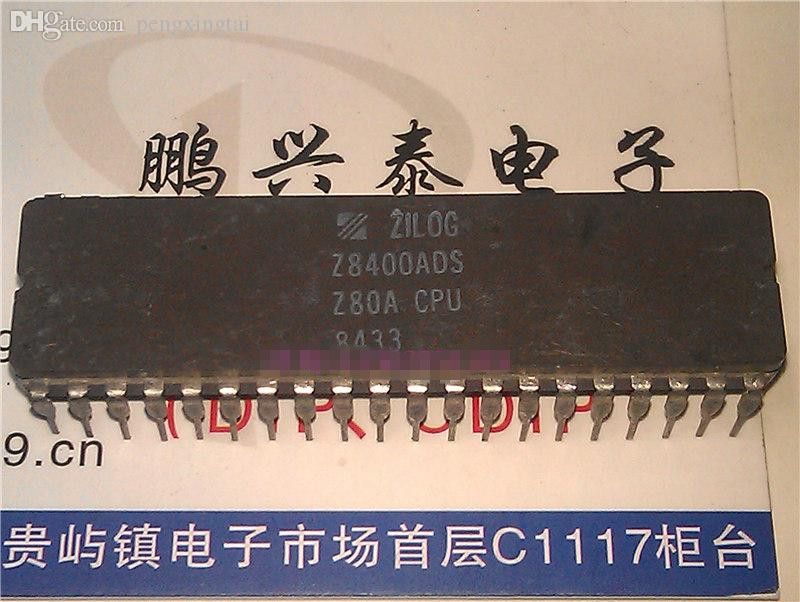 DHgate.com pengxingtai
鹏兴泰电子
ZILOG
Z8400ADS
Z80A CPU
8433
9.cn
贵屿镇电子市场首层C1117柜台